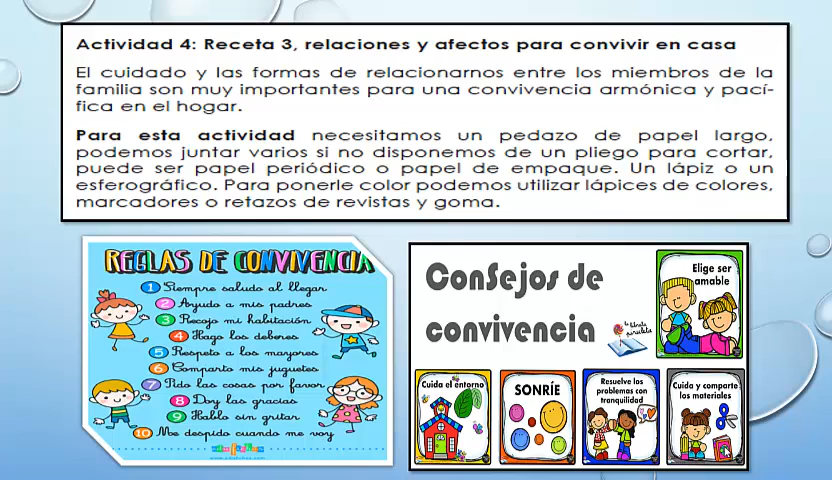 Actividad 4: Receta 3, relaciones y afectos para convivir en casa
El cuidado y las formas de relacionarnos entre los miembros de la
familia son muy importantes para una convivencia armónica y pací-
fica en el hogar.
Para esta actividad necesitamos un pedazo de papel largo,
podemos juntar varios si no disponemos de un pliego para cortar,
puede ser papel periódico o papel de empaque. Un lápiz o un
esferográfico. Para ponerle color podemos utilizar lápices de colores,
marcadores o retazos de revistas y goma.
REGLAS DE CONVIVENCIA
1 Siempre saludo al llegar
2 Ayudo a mis padres
3 Recojo mi habitación
4 Hago los deberes
5 Respeto a los mayores
6 Comparto mis juguetes
7 Pido las cosas por favor
8 Doy las gracias
9 Hablo sin gritar
10 Me despido cuando me voy
Consejos de
convivencia
Elige ser
amable
Cuida el entorno
SONRÍE
Resuelve los
problemas con
tranquilidad
Cuida y comparte
los materiales